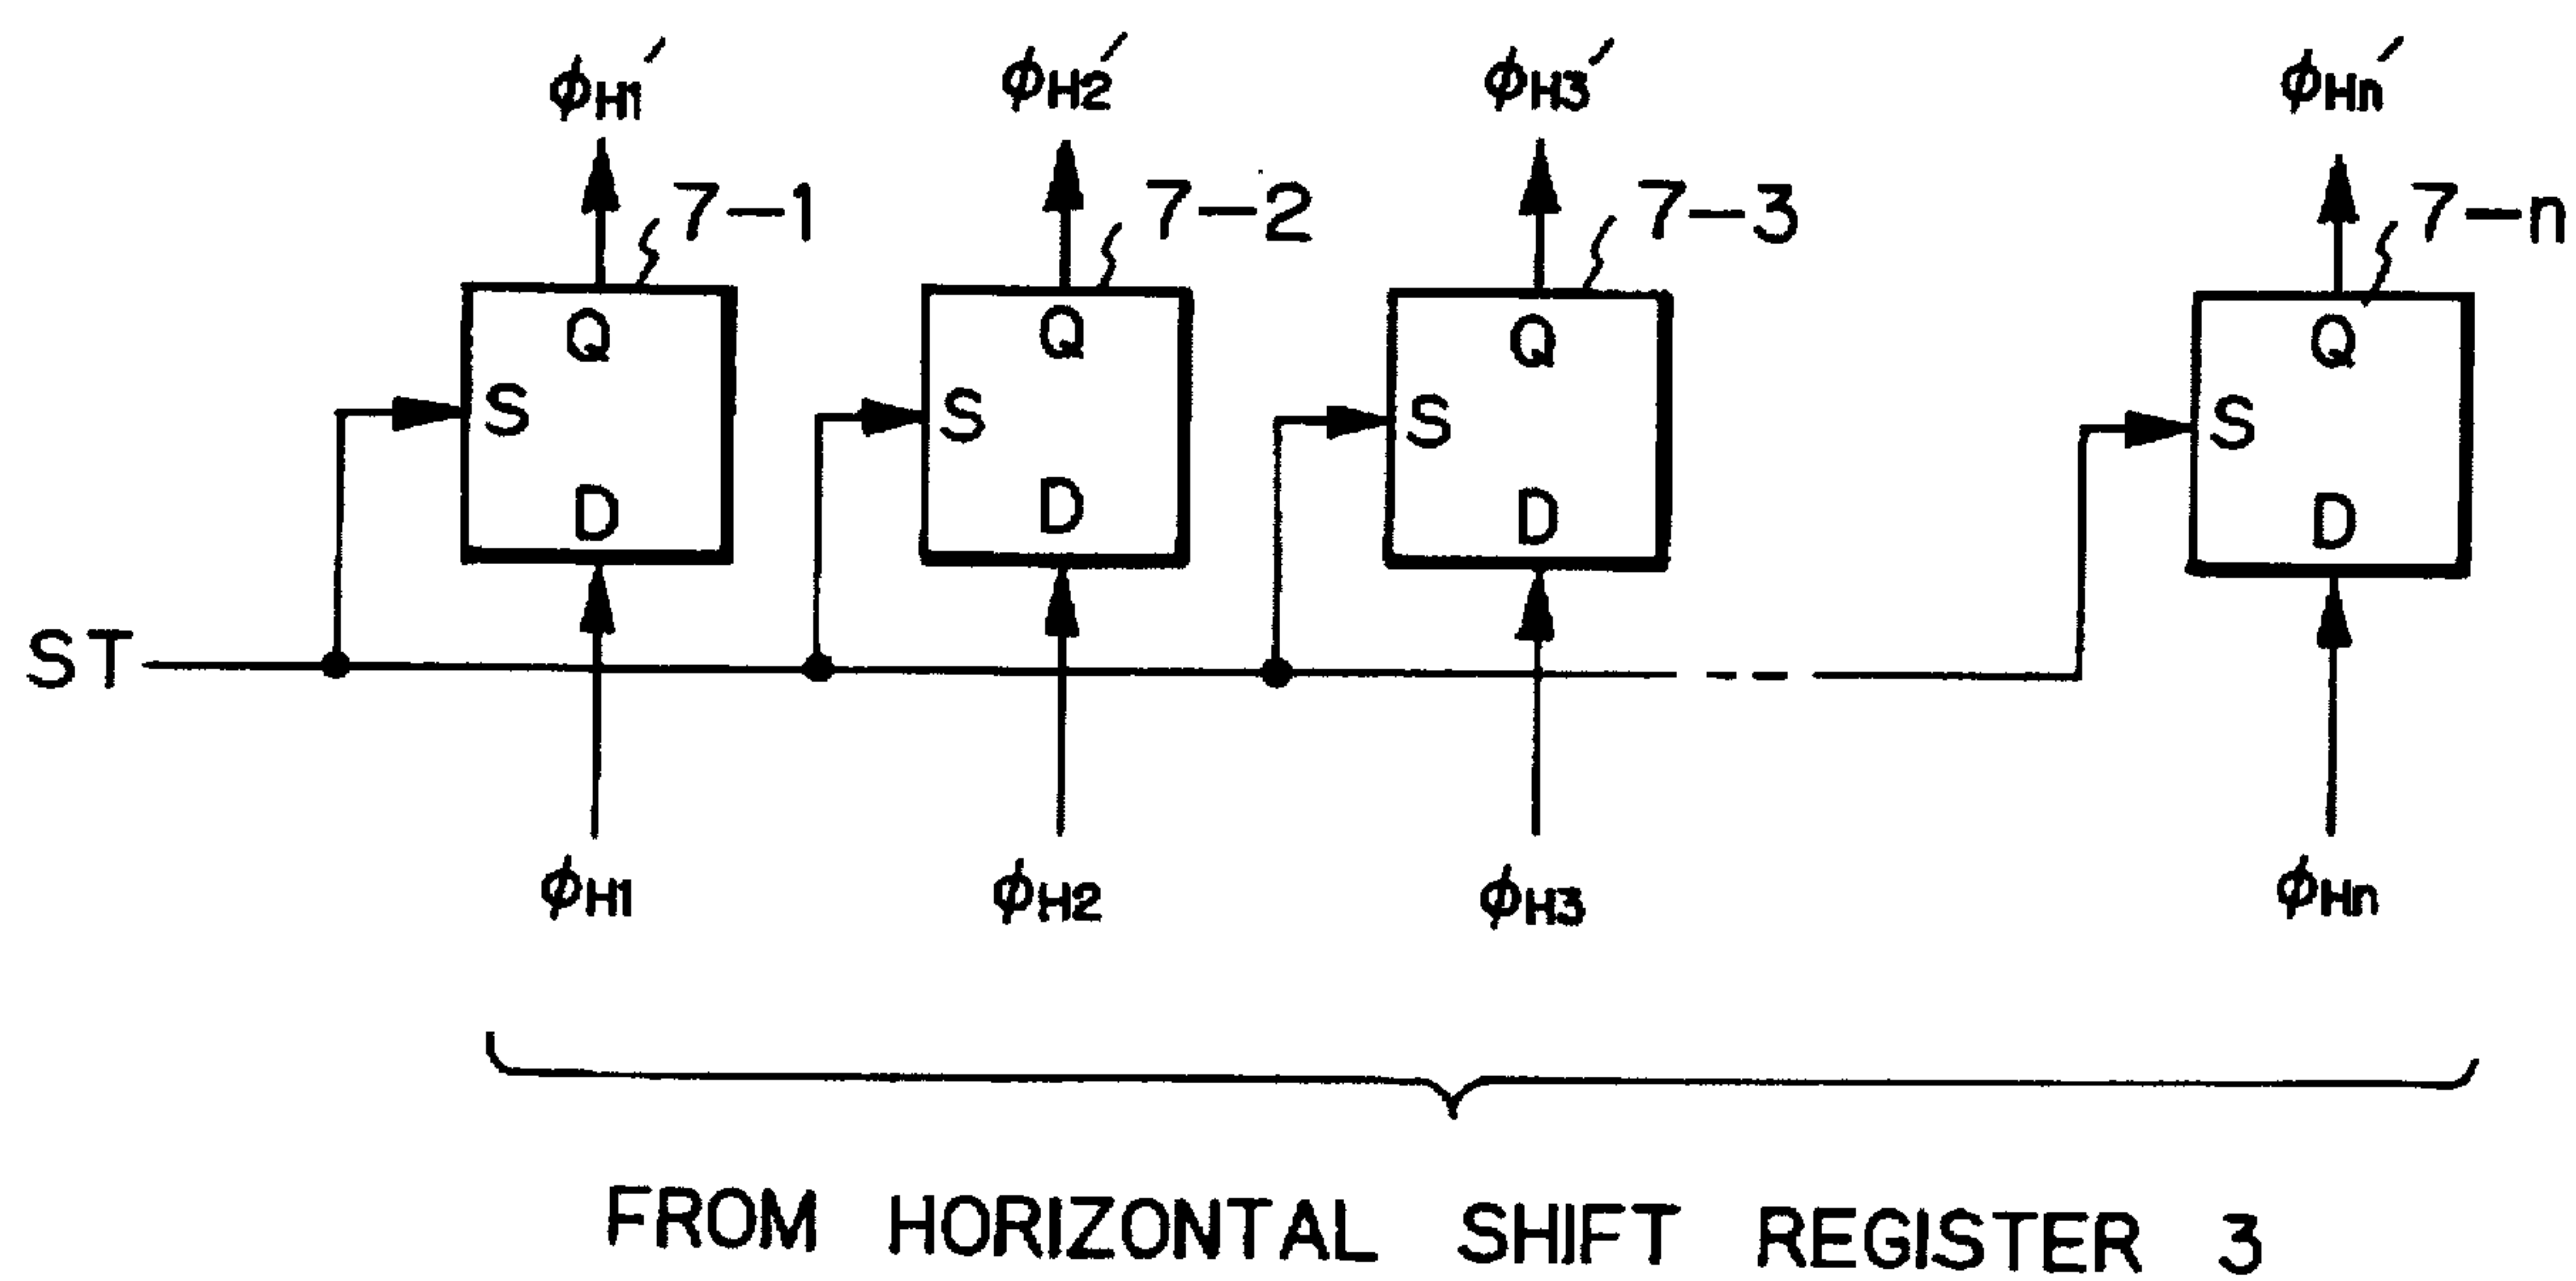 ϕH1′ ϕH2′ ϕH3′ ϕHn′
7-1 7-2 7-3 7-n
Q Q Q Q
S S S S
D D D D
ST
ϕH1 ϕH2 ϕH3 ϕHn
FROM HORIZONTAL SHIFT REGISTER 3